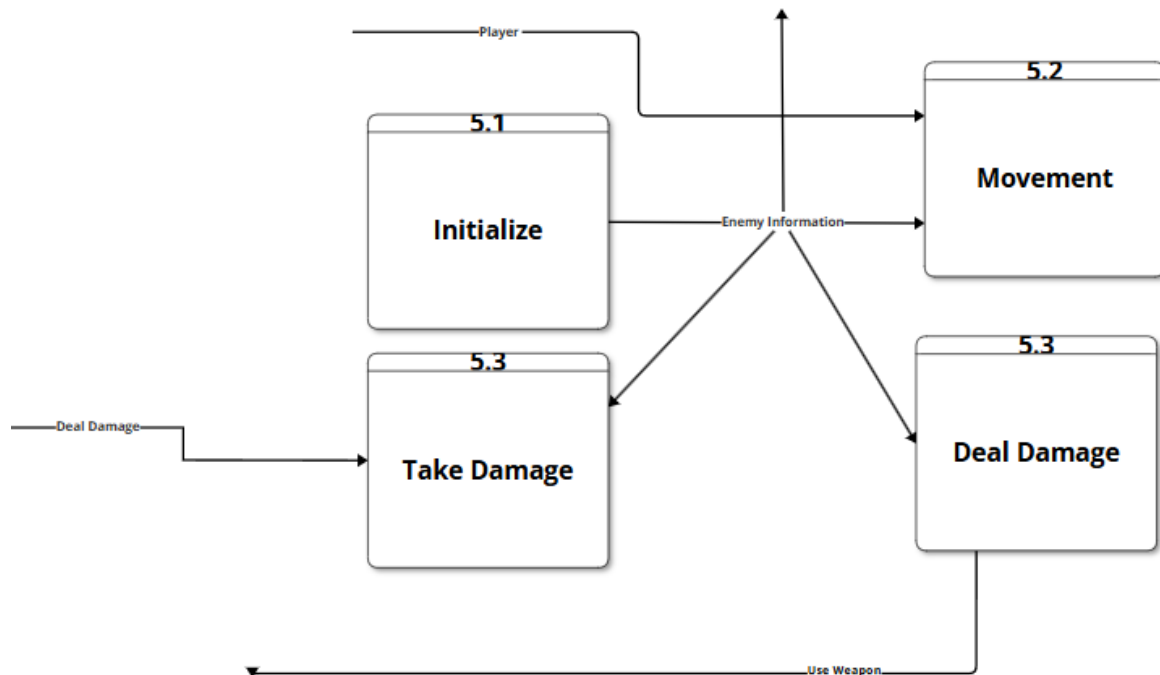 Player
5.2
Movement
5.1
Initialize
Enemy Information
5.3
Take Damage
5.3
Deal Damage
Deal Damage
Use Weapon